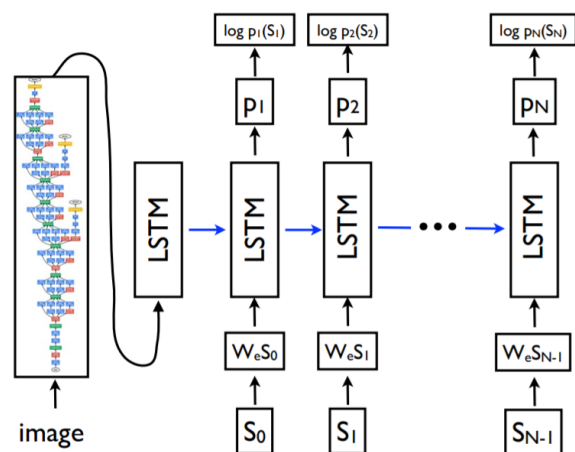 log p₁(S₁) log p₂(S₂) log pN(SN)
p₁ p₂ pN
LSTM LSTM LSTM LSTM
WₑS₀ WₑS₁ WₑSN-1
image S₀ S₁ SN-1